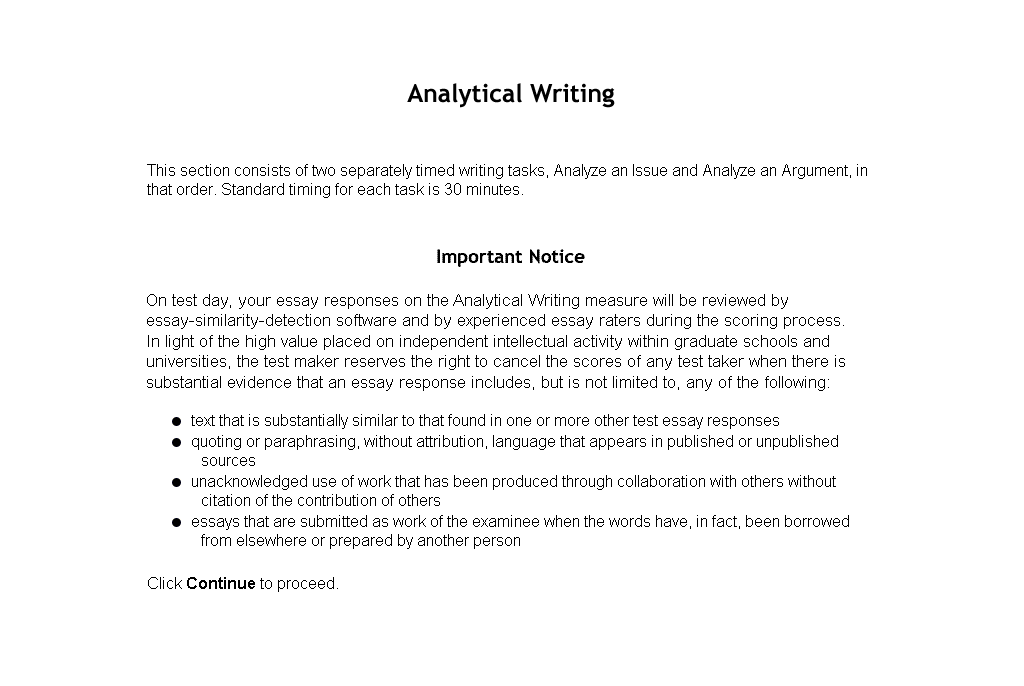 Analytical Writing
This section consists of two separately timed writing tasks, Analyze an Issue and Analyze an Argument, in
that order. Standard timing for each task is 30 minutes.
Important Notice
On test day, your essay responses on the Analytical Writing measure will be reviewed by
essay-similarity-detection software and by experienced essay raters during the scoring process.
In light of the high value placed on independent intellectual activity within graduate schools and
universities, the test maker reserves the right to cancel the scores of any test taker when there is
substantial evidence that an essay response includes, but is not limited to, any of the following:
● text that is substantially similar to that found in one or more other test essay responses
● quoting or paraphrasing, without attribution, language that appears in published or unpublished
sources
● unacknowledged use of work that has been produced through collaboration with others without
citation of the contribution of others
● essays that are submitted as work of the examinee when the words have, in fact, been borrowed
from elsewhere or prepared by another person
Click Continue to proceed.